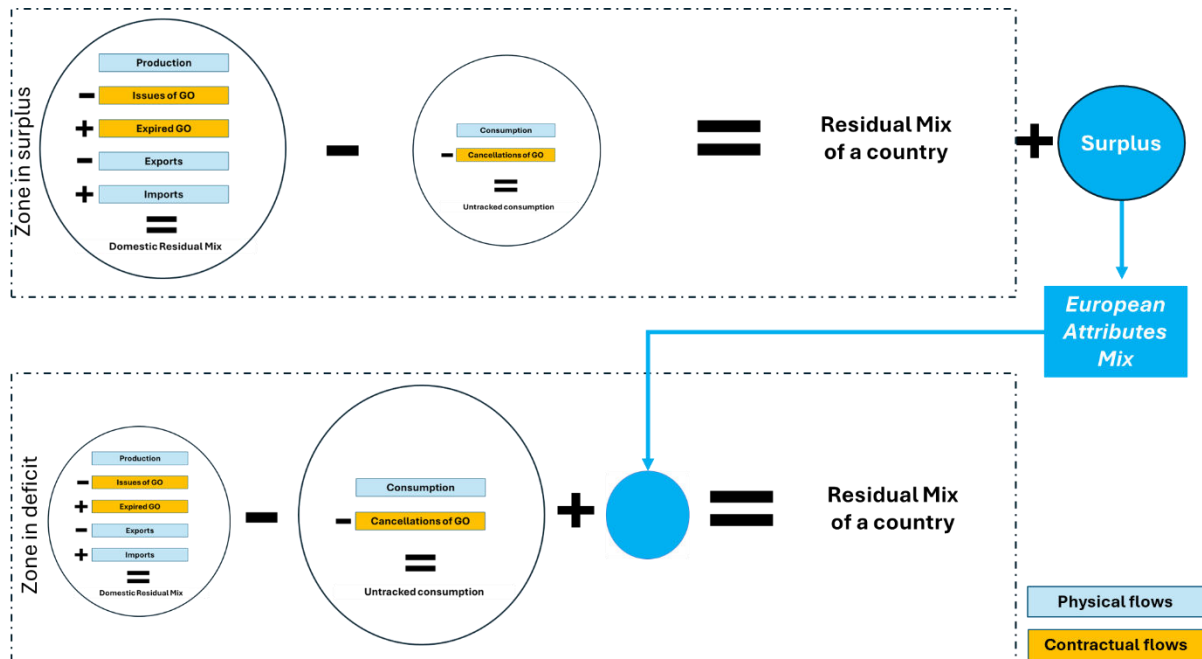 Zone in surplus
Production
- Issues of GO
+ Expired GO
- Exports
+ Imports
=
Domestic Residual Mix
-
Consumption
- Cancellations of GO
=
Untracked consumption
=
Residual Mix
of a country
+
Surplus
European
Attributes
Mix
Zone in deficit
Production
- Issues of GO
+ Expired GO
- Exports
+ Imports
=
Domestic Residual Mix
-
Consumption
- Cancellations of GO
=
Untracked consumption
+
=
Residual Mix
of a country
Physical flows
Contractual flows